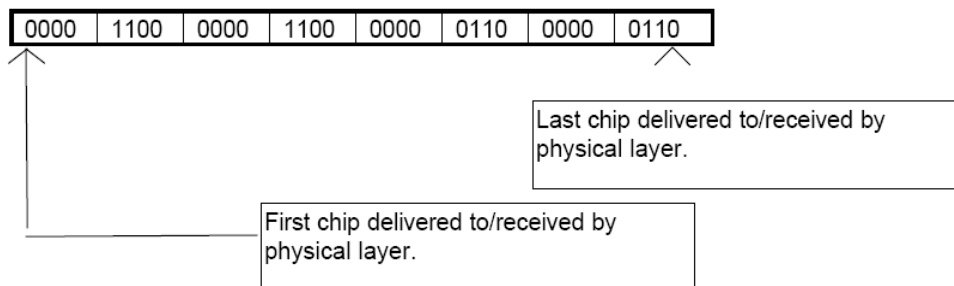 0000 1100 0000 1100 0000 0110 0000 0110
Last chip delivered to/received by
physical layer.
First chip delivered to/received by
physical layer.